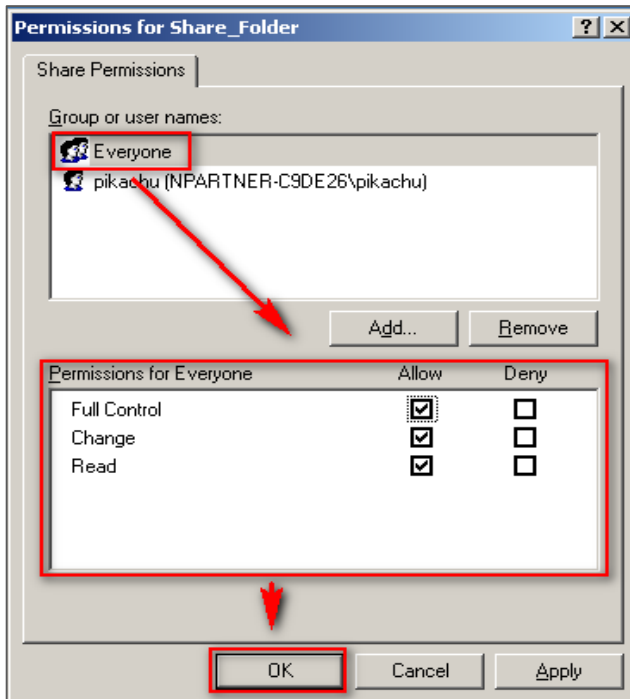 Permissions for Share_Folder
Share Permissions
Group or user names:
Everyone
pikachu (NPARTNER-C9DE26\pikachu)
Add... Remove
Permissions for Everyone Allow Deny
Full Control
Change
Read
OK Cancel Apply